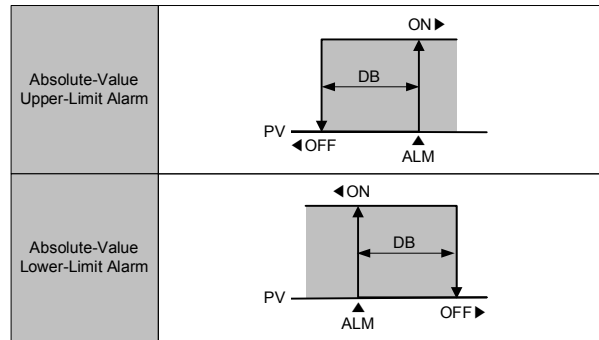 Absolute-Value
Upper-Limit Alarm
ON ▶
DB
PV
◀ OFF
ALM
Absolute-Value
Lower-Limit Alarm
◀ ON
DB
PV
ALM
OFF ▶